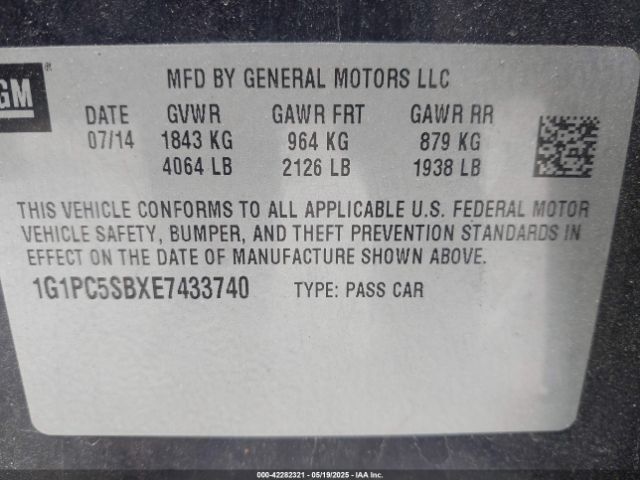 GM ®
MFD BY GENERAL MOTORS LLC
DATE GVWR GAWR FRT GAWR RR
07/14 1843 KG 964 KG 879 KG
4064 LB 2126 LB 1938 LB
THIS VEHICLE CONFORMS TO ALL APPLICABLE U.S. FEDERAL MOTOR
VEHICLE SAFETY, BUMPER, AND THEFT PREVENTION STANDARDS IN
EFFECT ON THE DATE OF MANUFACTURE SHOWN ABOVE.
1G1PC5SBXE7433740 TYPE: PASS CAR
000-42282321 | 05/19/2025 | IAA Inc.